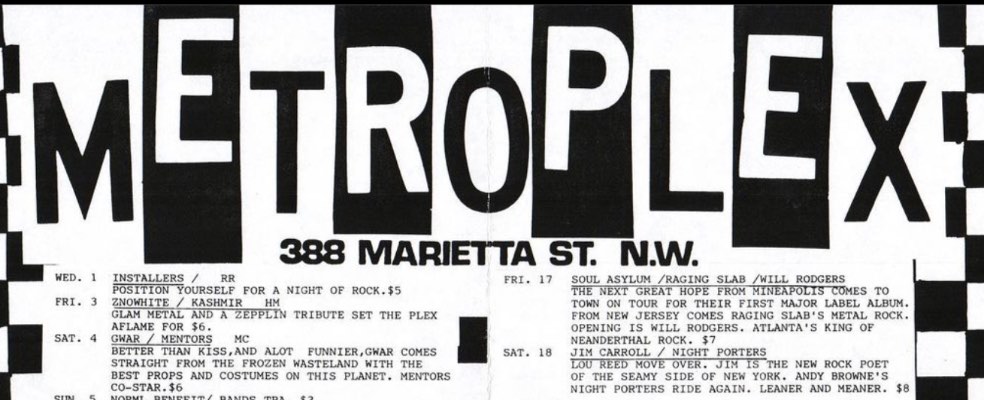 METROPLEX
388 MARIETTA ST. N.W.
WED. 1 INSTALLERS / RR
POSITION YOURSELF FOR A NIGHT OF ROCK.$5
FRI. 3 ZNOWHITE / KASHMIR HM
GLAM METAL AND A ZEPPLIN TRIBUTE SET THE PLEX
AFLAME FOR $6.
SAT. 4 GWAR / MENTORS MC
BETTER THAN KISS,AND ALOT FUNNIER,GWAR COMES
STRAIGHT FROM THE FROZEN WASTELAND WITH THE
BEST PROPS AND COSTUMES ON THIS PLANET. MENTORS
CO-STAR.$6
SUN. 5 NORML BENEFIT/ BANDS TBA $3
FRI. 17 SOUL ASYLUM /RAGING SLAB /WILL RODGERS
THE NEXT GREAT HOPE FROM MINEAPOLIS COMES TO
TOWN ON TOUR FOR THEIR FIRST MAJOR LABEL ALBUM.
FROM NEW JERSEY COMES RAGING SLAB'S METAL ROCK.
OPENING IS WILL RODGERS. ATLANTA'S KING OF
NEANDERTHAL ROCK. $7
SAT. 18 JIM CARROLL / NIGHT PORTERS
LOU REED MOVE OVER. JIM IS THE NEW ROCK POET
OF THE SEAMY SIDE OF NEW YORK. ANDY BROWNE'S
NIGHT PORTERS RIDE AGAIN. LEANER AND MEANER. $8